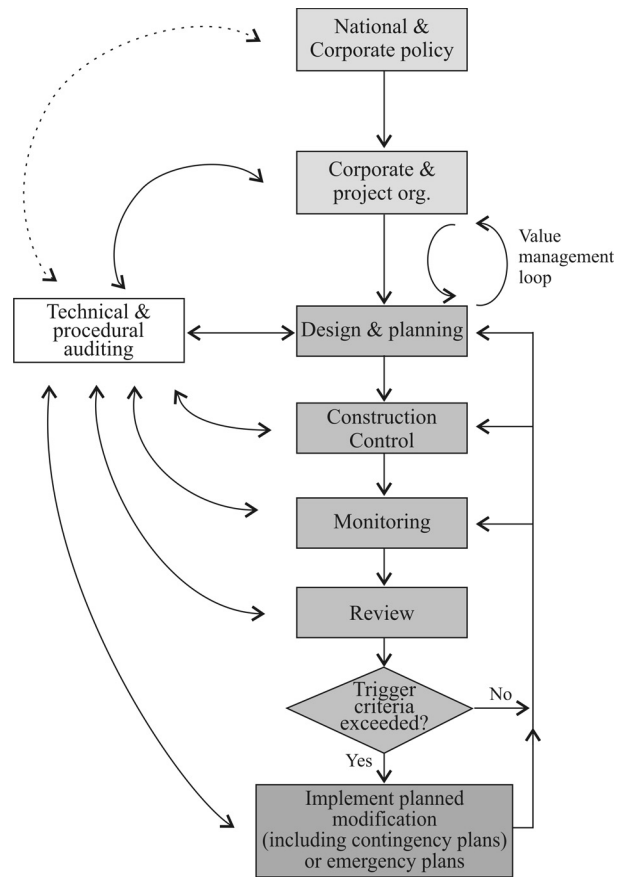 National &
Corporate policy
Corporate &
project org.
Value
management
loop
Technical &
procedural
auditing
Design & planning
Construction
Control
Monitoring
Review
Trigger
criteria
exceeded?
No
Yes
Implement planned
modification
(including contingency plans)
or emergency plans